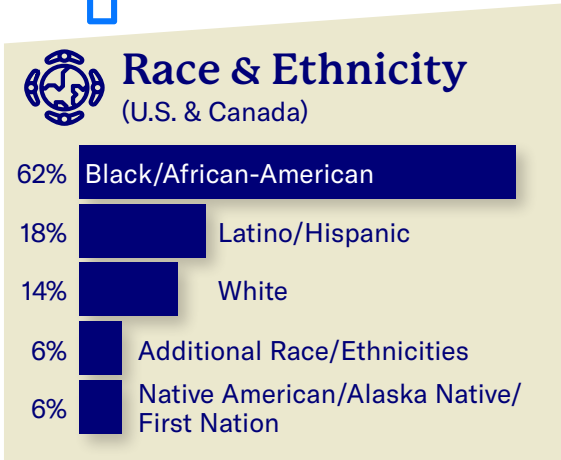 Race & Ethnicity
(U.S. & Canada)
62% Black/African-American
18% Latino/Hispanic
14% White
6% Additional Race/Ethnicities
6% Native American/Alaska Native/
First Nation